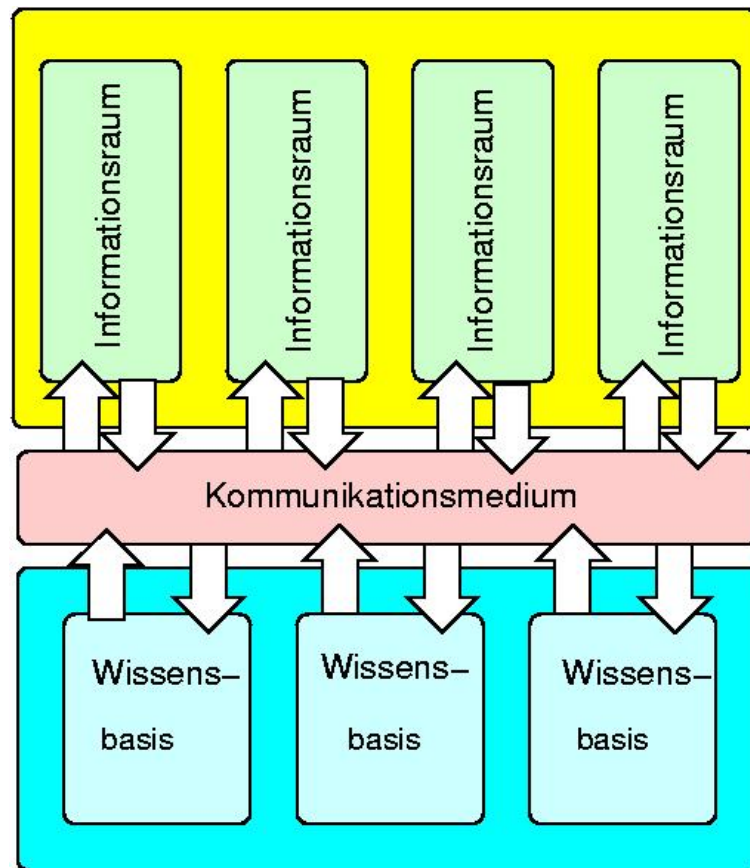 Informationsraum
Informationsraum
Informationsraum
Informationsraum
Kommunikationsmedium
Wissens–
basis
Wissens–
basis
Wissens–
basis